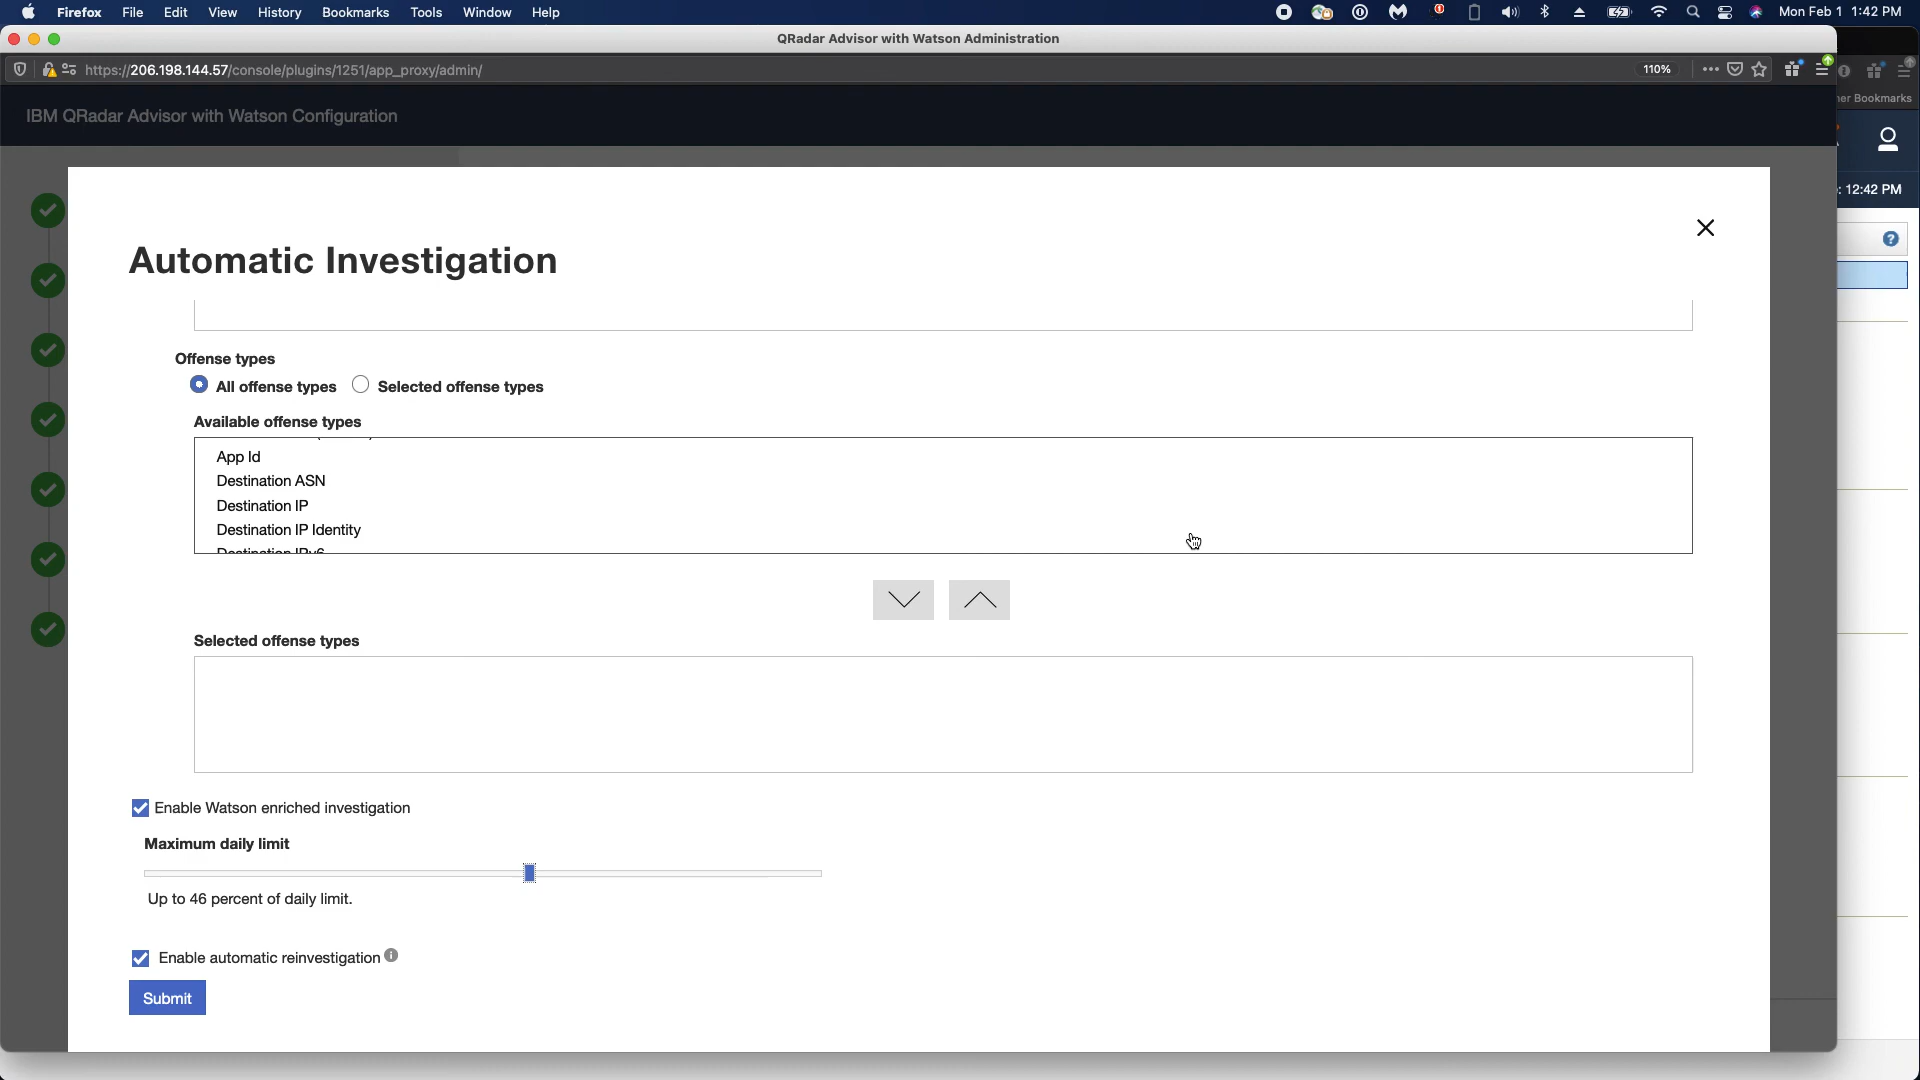 Firefox File Edit View History Bookmarks Tools Window Help
Mon Feb 1 1:42 PM
QRadar Advisor with Watson Administration
https://206.198.144.57/console/plugins/1251/app_proxy/admin/
110%
Bookmarks
IBM QRadar Advisor with Watson Configuration
: 12:42 PM
Automatic Investigation
Offense types
All offense types Selected offense types
Available offense types
App Id
Destination ASN
Destination IP
Destination IP Identity
Destination IPv6
Selected offense types
Enable Watson enriched investigation
Maximum daily limit
Up to 46 percent of daily limit.
Enable automatic reinvestigation
Submit